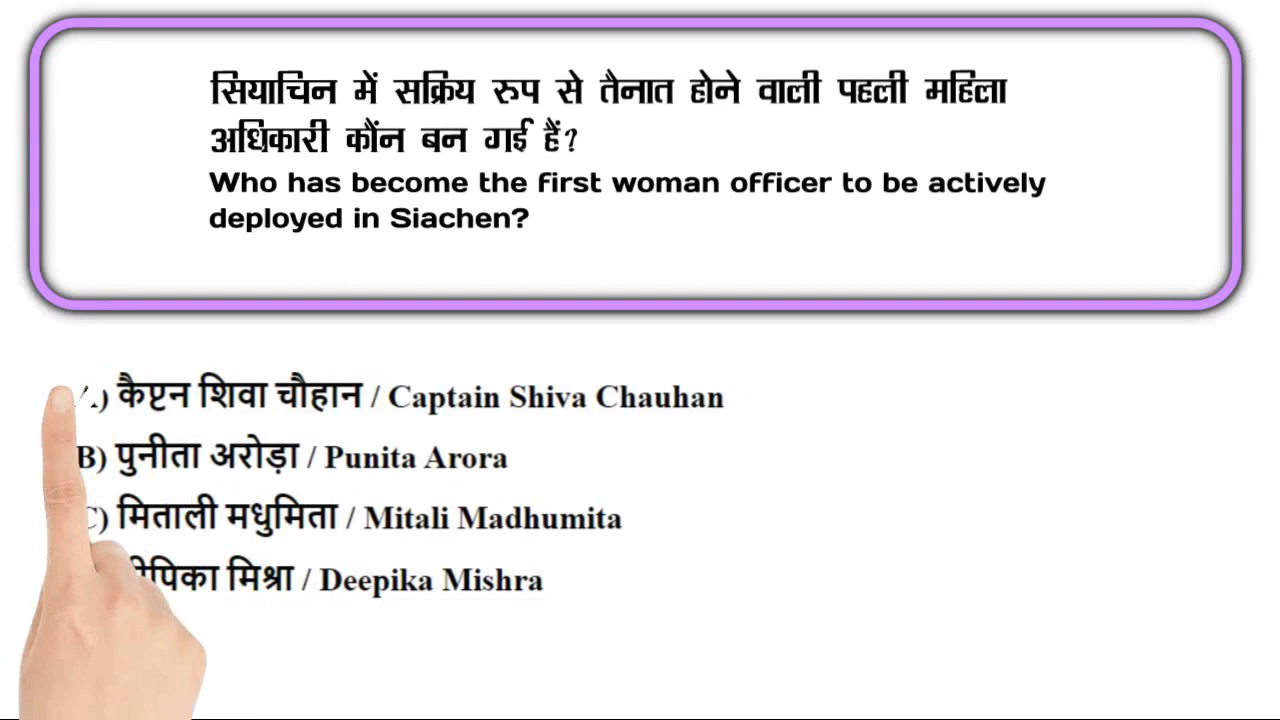 सियाचिन में सक्रिय रुप से तैनात होने वाली पहली महिला
अधिकारी कौंन बन गई हैं?
Who has become the first woman officer to be actively
deployed in Siachen?
A) कैप्टन शिवा चौहान / Captain Shiva Chauhan
B) पुनीता अरोड़ा / Punita Arora
C) मिताली मधुमिता / Mitali Madhumita
मिश्रा / Deepika Mishra